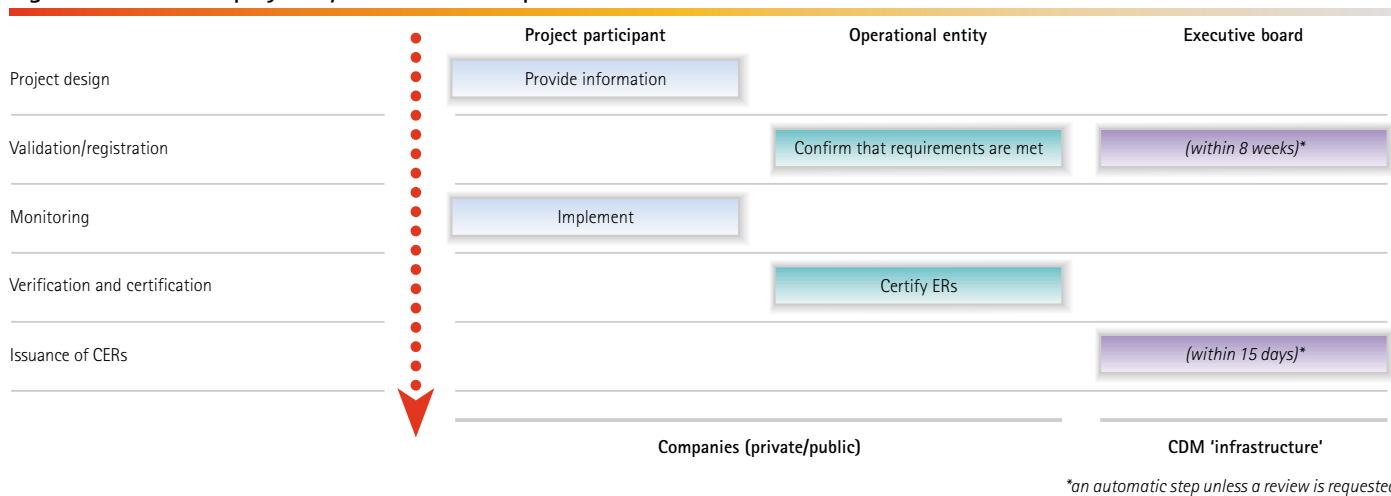 Project participant Operational entity Executive board
Project design Provide information
Validation/registration Confirm that requirements are met (within 8 weeks)*
Monitoring Implement
Verification and certification Certify ERs
Issuance of CERs (within 15 days)*
Companies (private/public) CDM 'infrastructure'
*an automatic step unless a review is requested